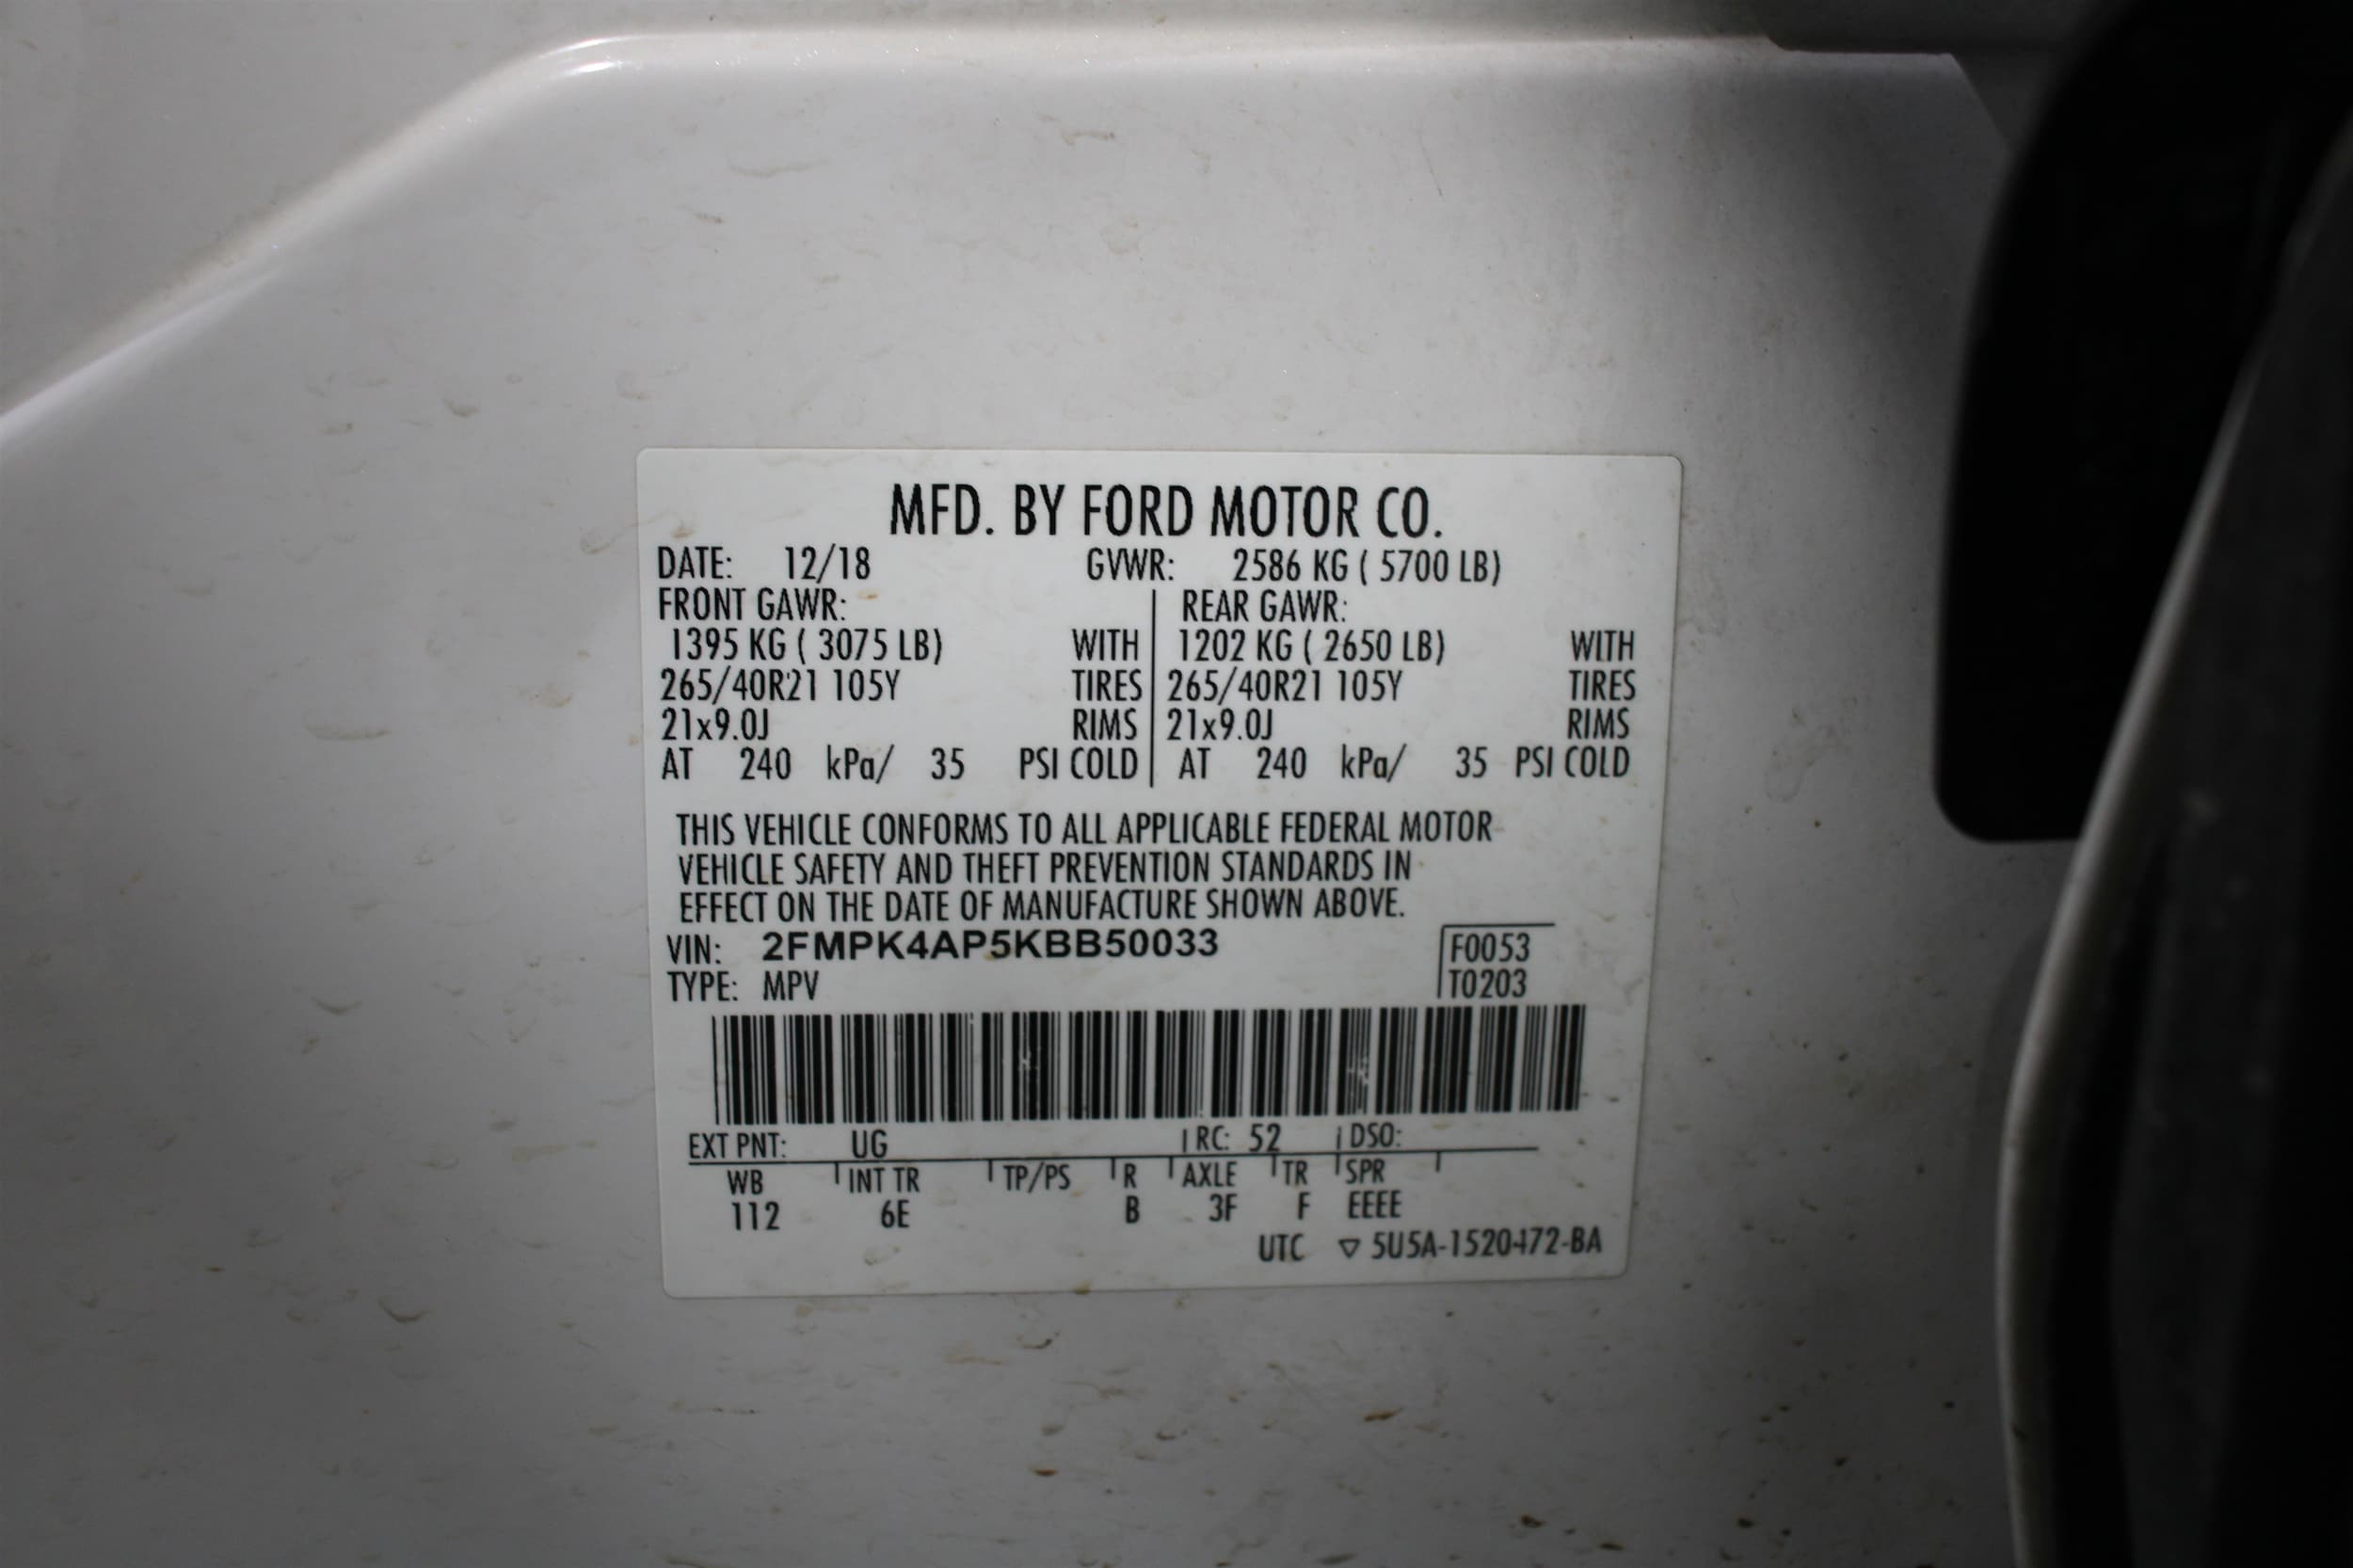 MFD. BY FORD MOTOR CO.
DATE: 12/18 GVWR: 2586 KG ( 5700 LB)
FRONT GAWR: REAR GAWR:
1395 KG ( 3075 LB) WITH 1202 KG ( 2650 LB) WITH
265/40R21 105Y TIRES 265/40R21 105Y TIRES
21x9.0J RIMS 21x9.0J RIMS
AT 240 kPa/ 35 PSI COLD AT 240 kPa/ 35 PSI COLD
THIS VEHICLE CONFORMS TO ALL APPLICABLE FEDERAL MOTOR
VEHICLE SAFETY AND THEFT PREVENTION STANDARDS IN
EFFECT ON THE DATE OF MANUFACTURE SHOWN ABOVE.
VIN: 2FMPK4AP5KBB50033 F0053
TYPE: MPV T0203
EXT PNT: UG RC: 52 DSO:
WB INT TR TP/PS R AXLE TR SPR
112 6E B 3F F EEEE
UTC ▽ 5U5A-1520472-BA